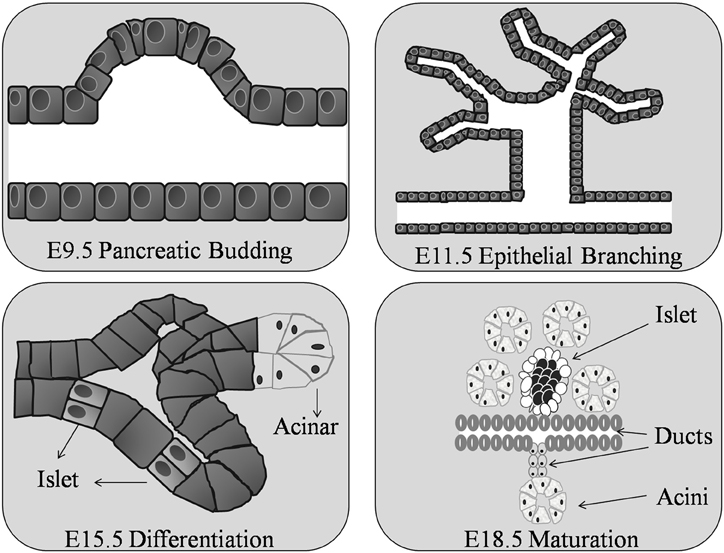 E9.5 Pancreatic Budding
E11.5 Epithelial Branching
Acinar
Islet
E15.5 Differentiation
Islet
Ducts
Acini
E18.5 Maturation